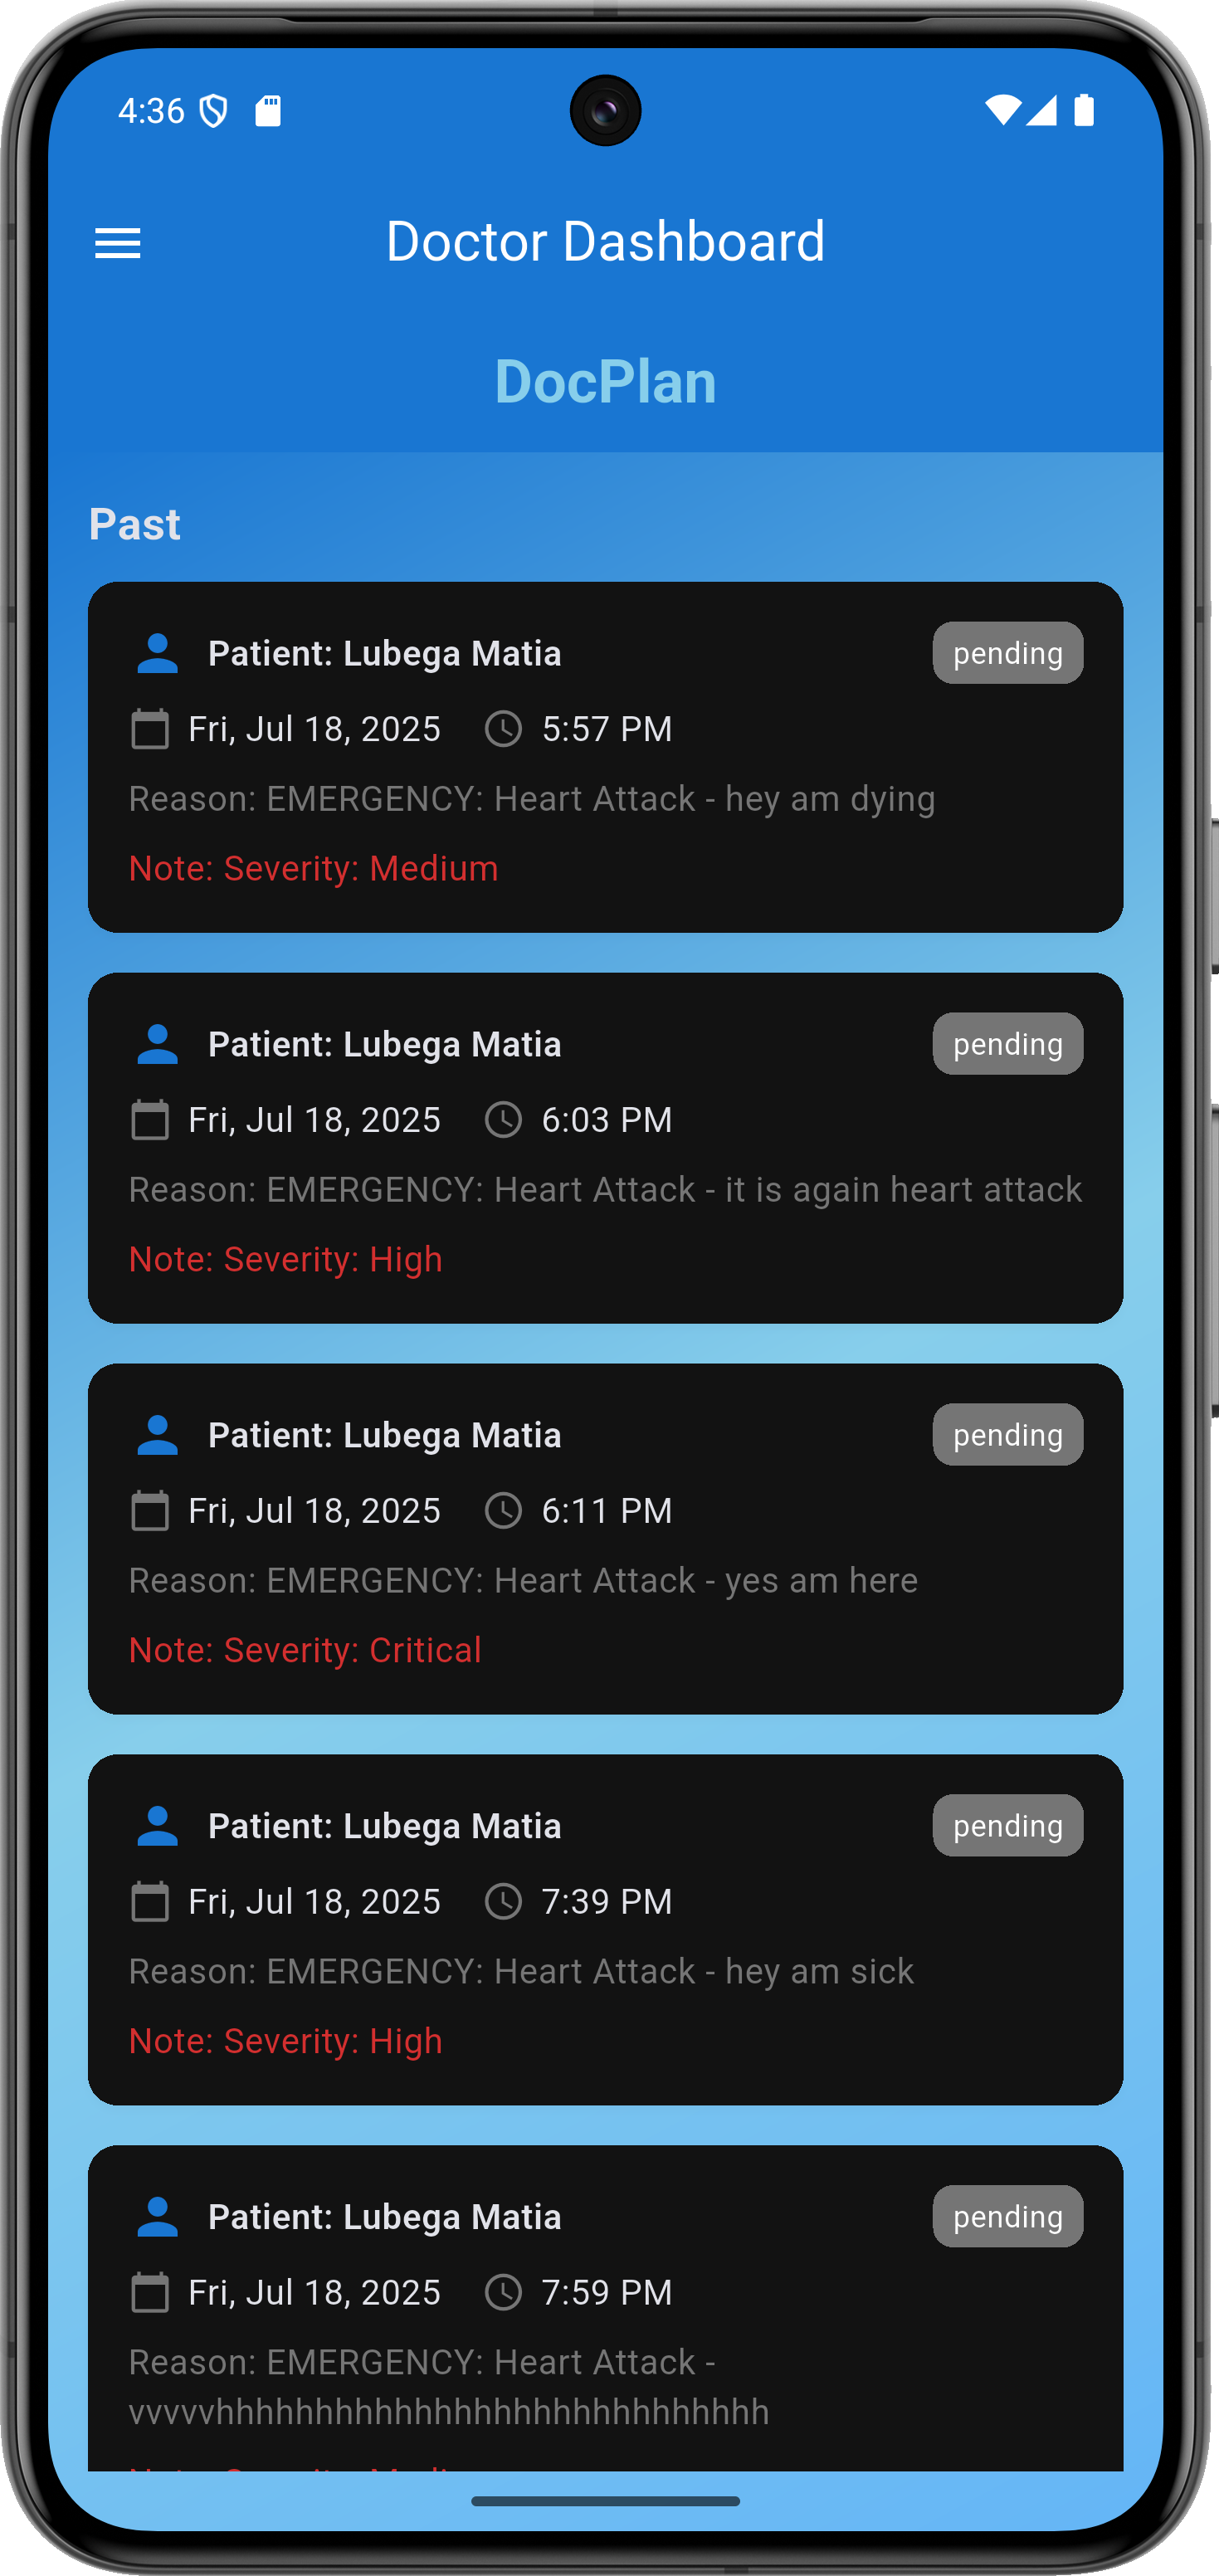 4:36
Doctor Dashboard
DocPlan
Past
Patient: Lubega Matia
pending
Fri, Jul 18, 2025
5:57 PM
Reason: EMERGENCY: Heart Attack - hey am dying
Note: Severity: Medium
Patient: Lubega Matia
pending
Fri, Jul 18, 2025
6:03 PM
Reason: EMERGENCY: Heart Attack - it is again heart attack
Note: Severity: High
Patient: Lubega Matia
pending
Fri, Jul 18, 2025
6:11 PM
Reason: EMERGENCY: Heart Attack - yes am here
Note: Severity: Critical
Patient: Lubega Matia
pending
Fri, Jul 18, 2025
7:39 PM
Reason: EMERGENCY: Heart Attack - hey am sick
Note: Severity: High
Patient: Lubega Matia
pending
Fri, Jul 18, 2025
7:59 PM
Reason: EMERGENCY: Heart Attack -